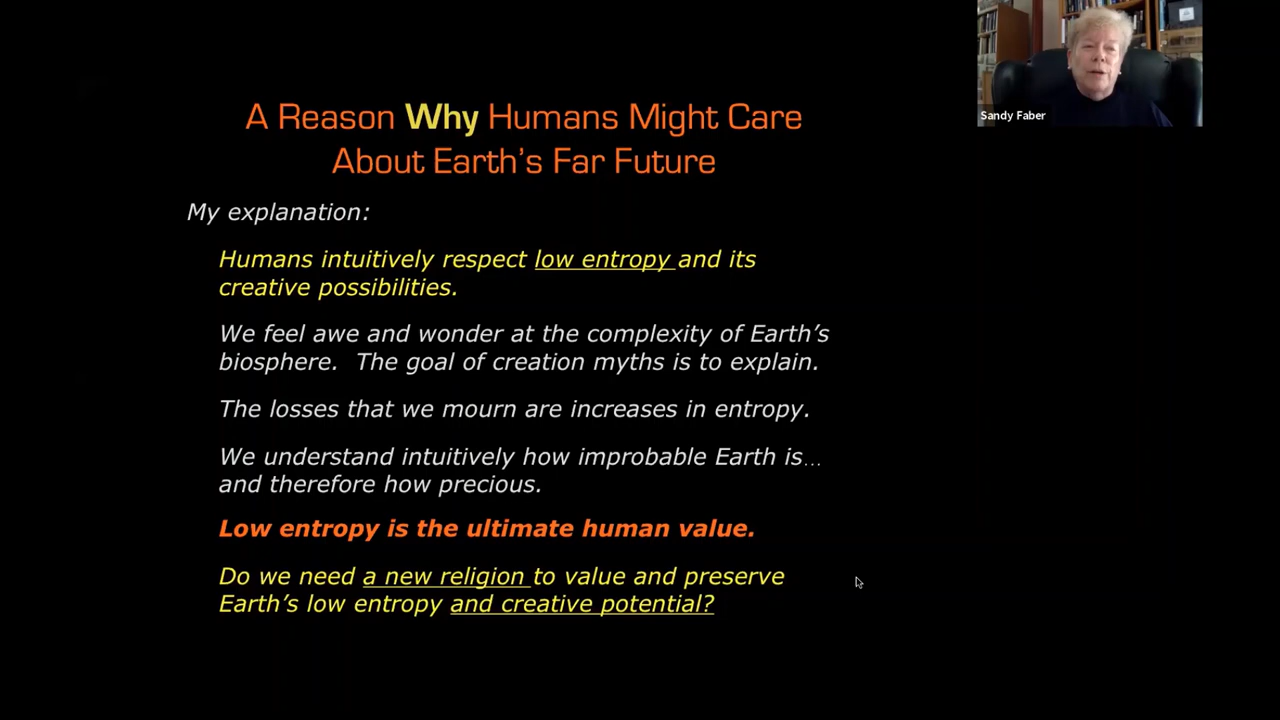 Sandy Faber
A Reason Why Humans Might Care
About Earth's Far Future
My explanation:
Humans intuitively respect low entropy and its
creative possibilities.
We feel awe and wonder at the complexity of Earth's
biosphere.  The goal of creation myths is to explain.
The losses that we mourn are increases in entropy.
We understand intuitively how improbable Earth is…
and therefore how precious.
Low entropy is the ultimate human value.
Do we need a new religion to value and preserve
Earth's low entropy and creative potential?